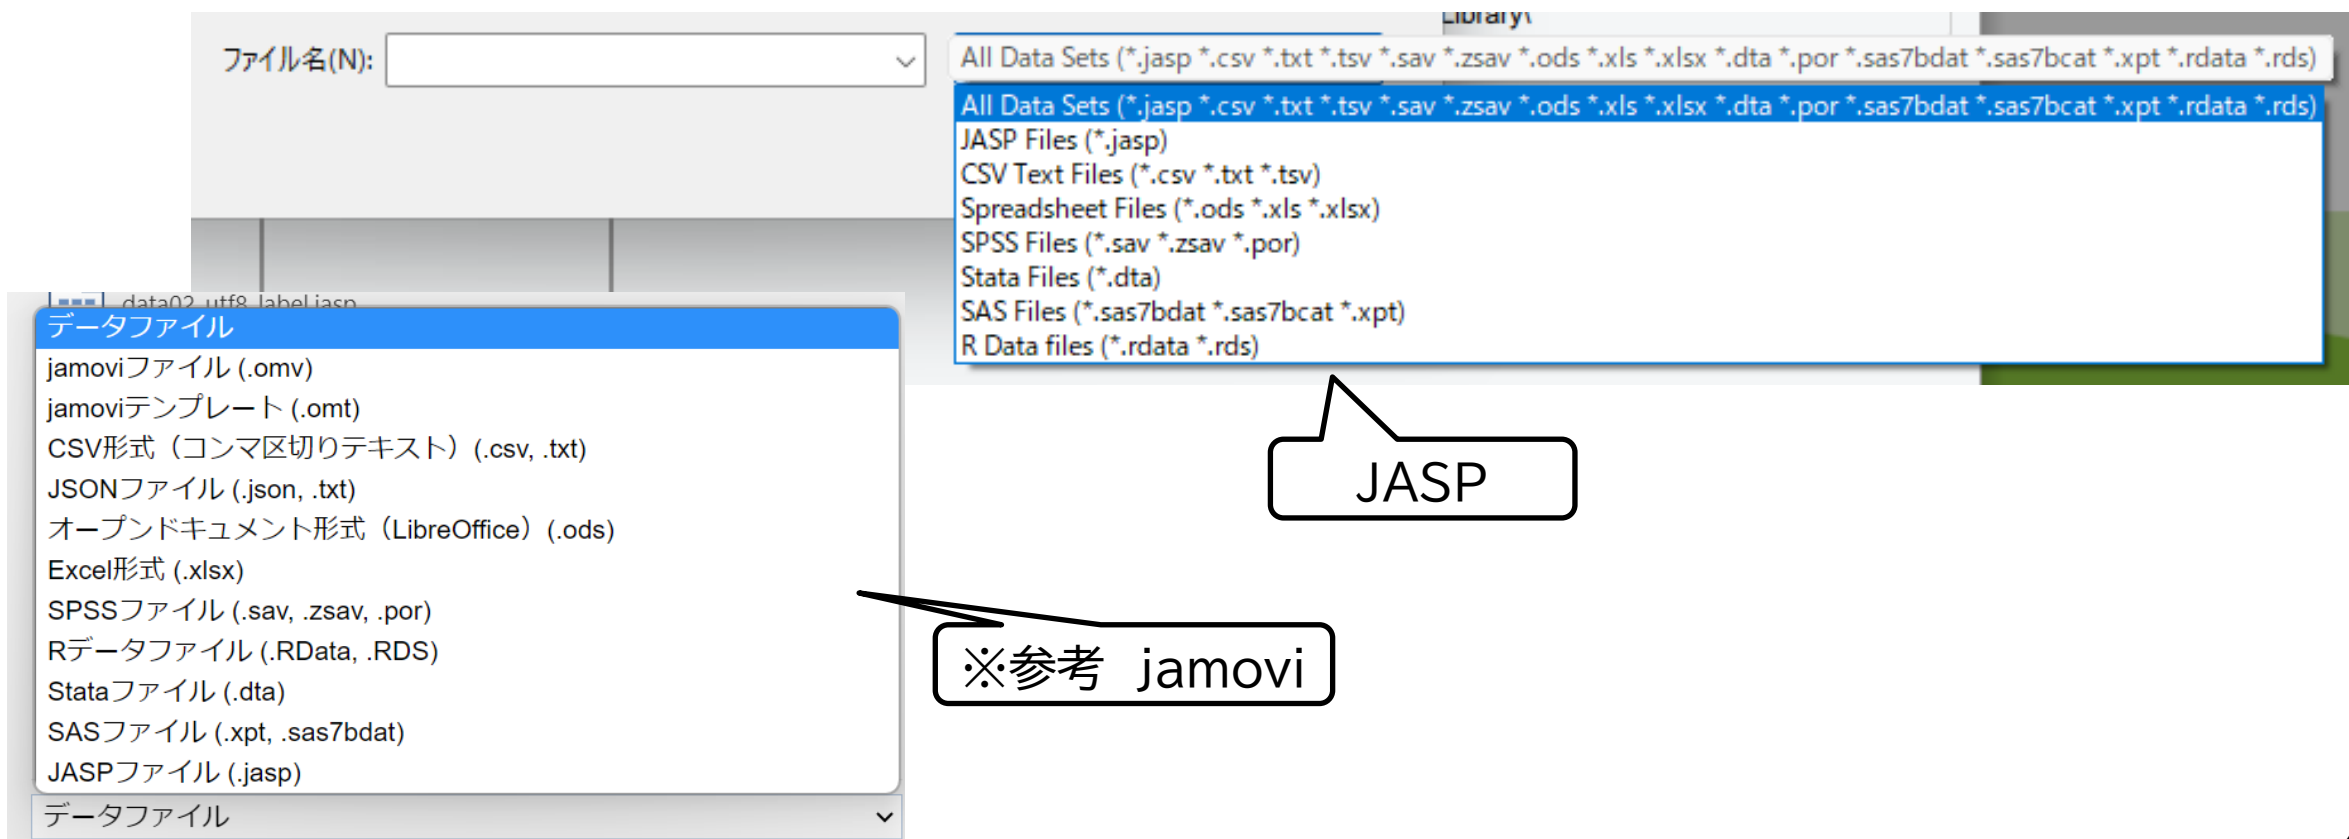 Library\
ファイル名(N):
All Data Sets (*.jasp *.csv *.txt *.tsv *.sav *.zsav *.ods *.xls *.xlsx *.dta *.por *.sas7bdat *.sas7bcat *.xpt *.rdata *.rds)
All Data Sets (*.jasp *.csv *.txt *.tsv *.sav *.zsav *.ods *.xls *.xlsx *.dta *.por *.sas7bdat *.sas7bcat *.xpt *.rdata *.rds)
JASP Files (*.jasp)
CSV Text Files (*.csv *.txt *.tsv)
Spreadsheet Files (*.ods *.xls *.xlsx)
SPSS Files (*.sav *.zsav *.por)
Stata Files (*.dta)
SAS Files (*.sas7bdat *.sas7bcat *.xpt)
R Data files (*.rdata *.rds)
JASP
data02_utf8_label.jasp
データファイル
jamoviファイル (.omv)
jamoviテンプレート (.omt)
CSV形式（コンマ区切りテキスト）(.csv, .txt)
JSONファイル (.json, .txt)
オープンドキュメント形式（LibreOffice）(.ods)
Excel形式 (.xlsx)
SPSSファイル (.sav, .zsav, .por)
Rデータファイル (.RData, .RDS)
Stataファイル (.dta)
SASファイル (.xpt, .sas7bdat)
JASPファイル (.jasp)
データファイル
※参考 jamovi